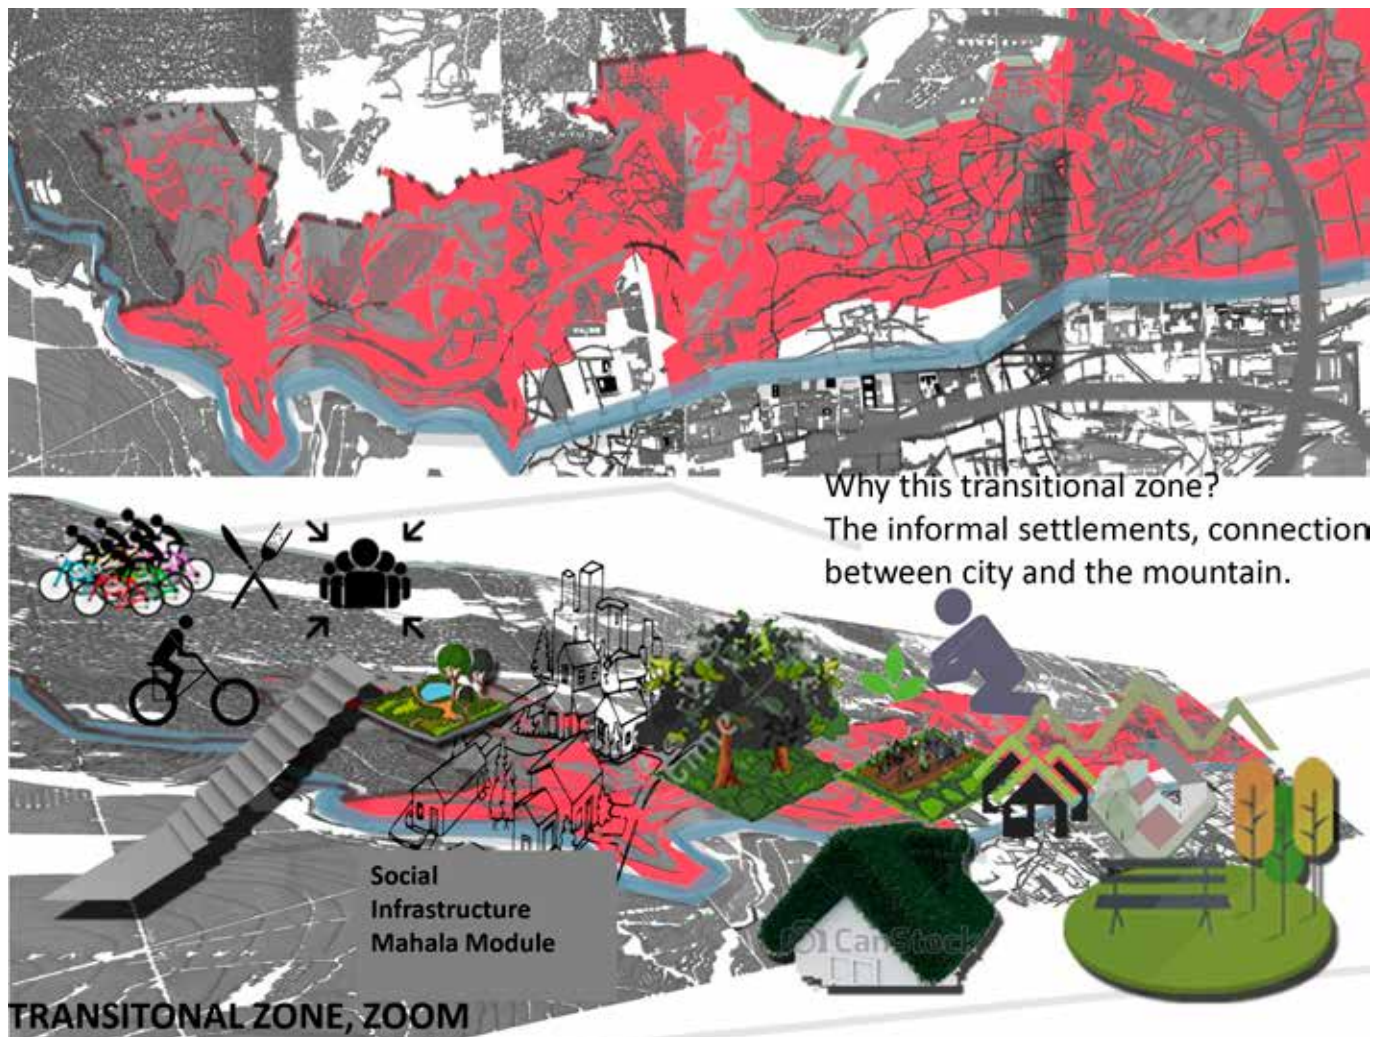 Why this transitional zone?
The informal settlements, connection
between city and the mountain.
Social
Infrastructure
Mahala Module
CanStock
TRANSITONAL ZONE, ZOOM